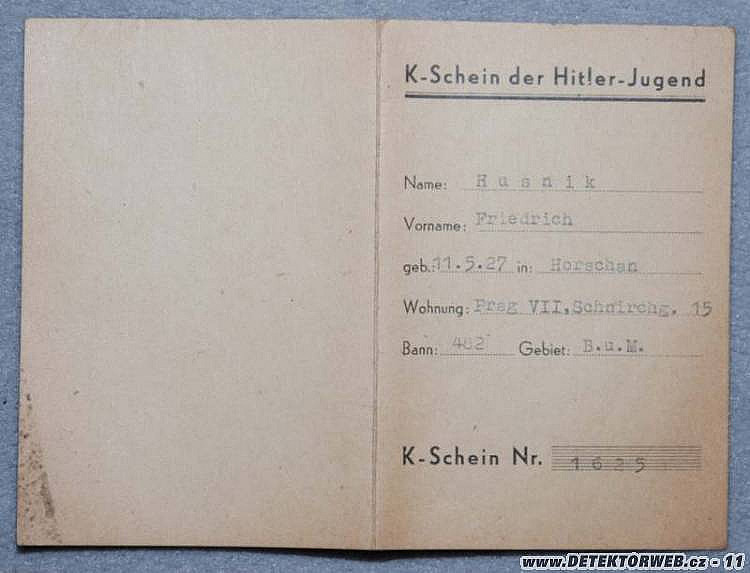 K-Schein der Hitler-Jugend
Name: Husnik
Vorname: Friedrich
geb.: 11.5.27 in: Horschan
Wohnung: Prag VII, Schnirchg. 15
Bann: 482 Gebiet: B.u.M.
K-Schein Nr. 1625
www.DETEKTORWEB.cz - 11